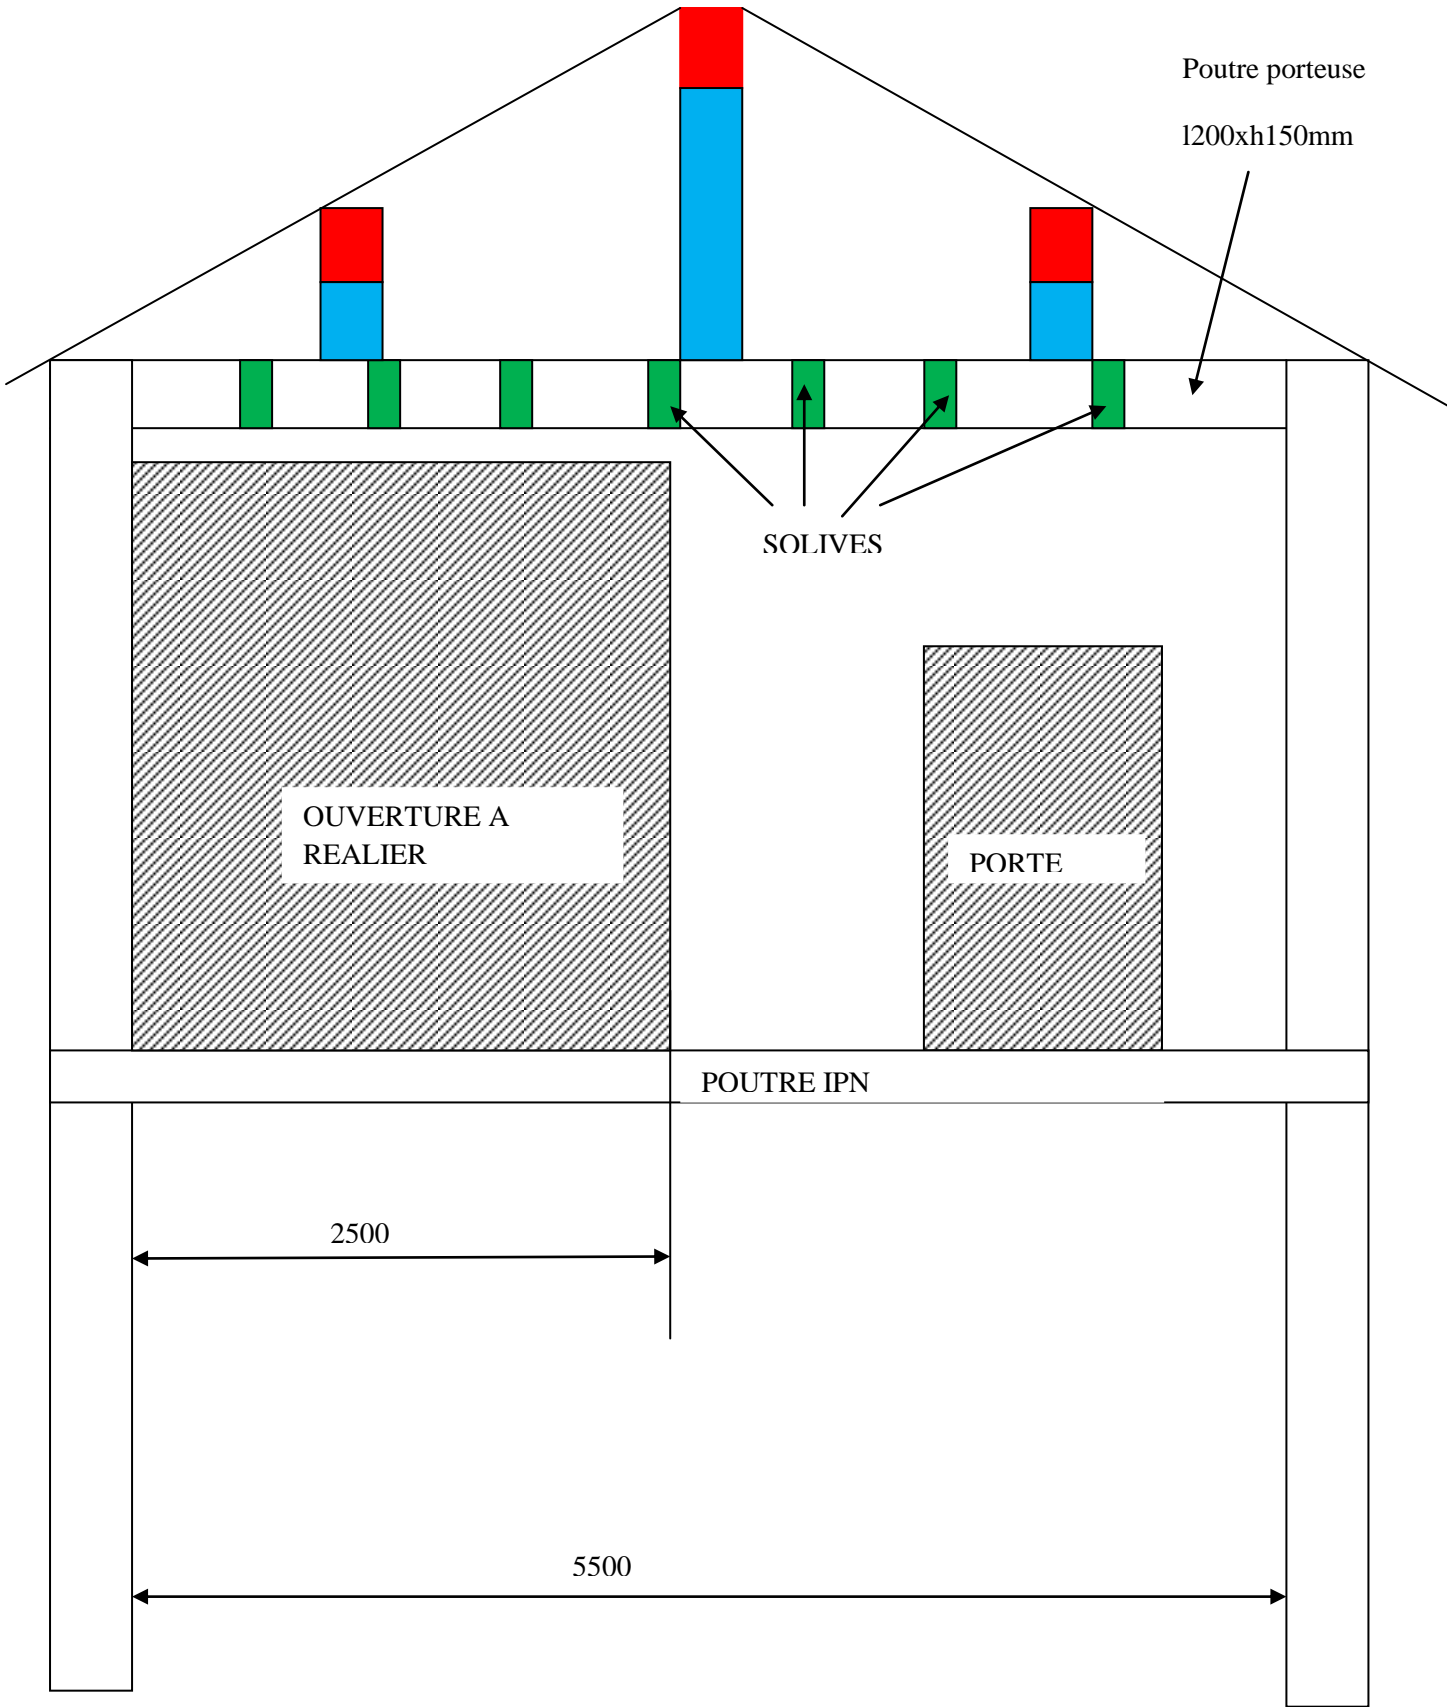 Poutre porteuse
l200xh150mm
SOLIVES
OUVERTURE A
REALIER
PORTE
POUTRE IPN
2500
5500